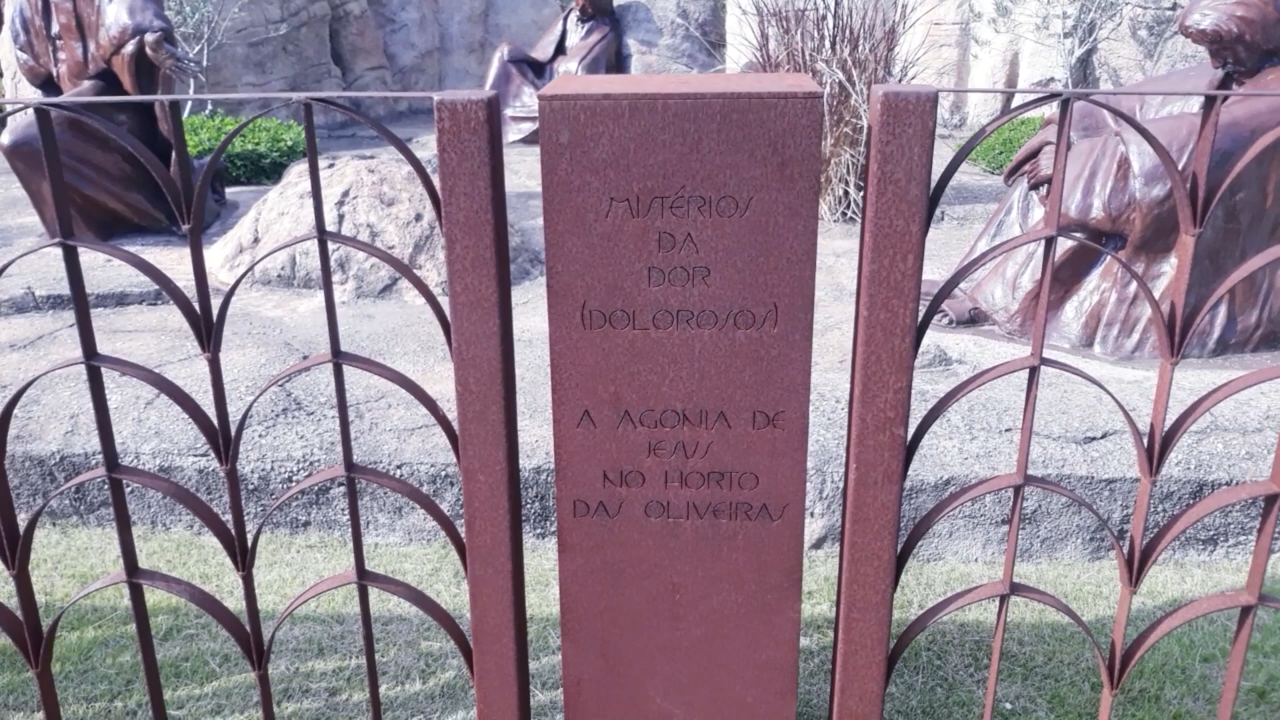 MISTÉRIOS
DA
DOR
(DOLOROSOS)
A AGONIA DE
JESUS
NO HORTO
DAS OLIVEIRAS